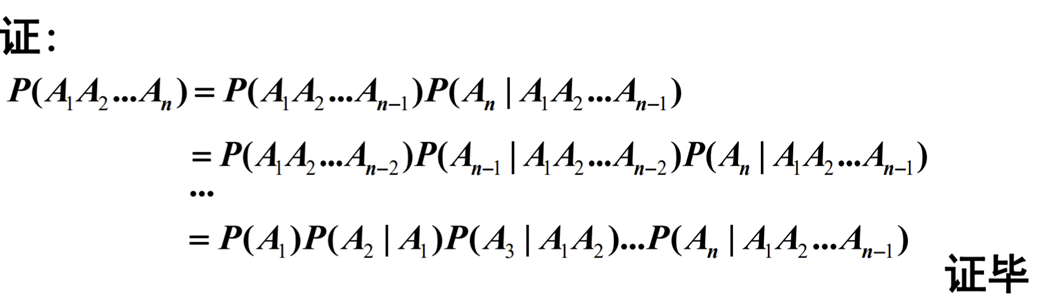 证：
P(A₁A₂...Aₙ) = P(A₁A₂...Aₙ₋₁)P(Aₙ | A₁A₂...Aₙ₋₁)
= P(A₁A₂...Aₙ₋₂)P(Aₙ₋₁ | A₁A₂...Aₙ₋₂)P(Aₙ | A₁A₂...Aₙ₋₁)
...
= P(A₁)P(A₂ | A₁)P(A₃ | A₁A₂)...P(Aₙ | A₁A₂...Aₙ₋₁)
证毕